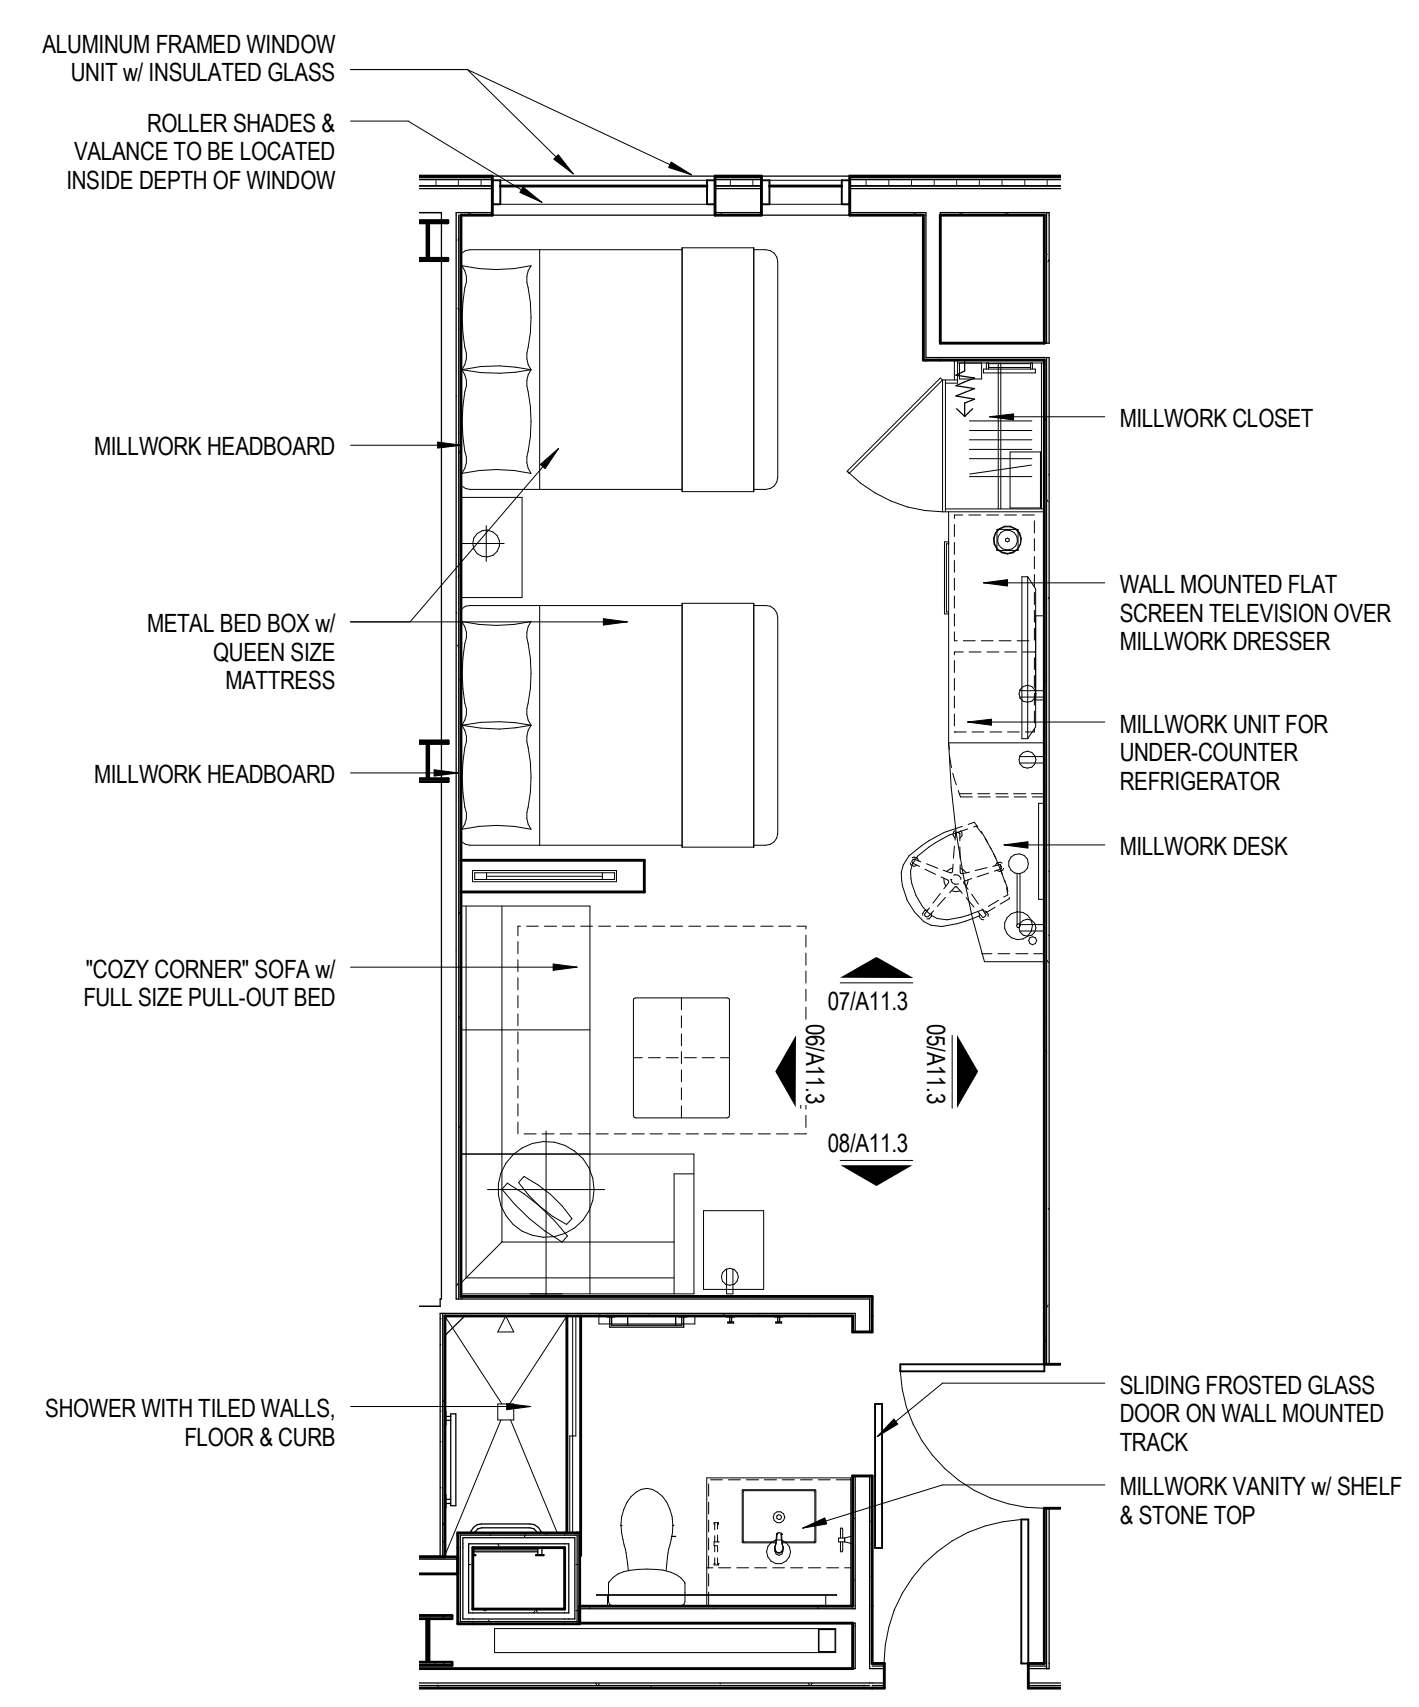 ALUMINUM FRAMED WINDOW
UNIT w/ INSULATED GLASS
ROLLER SHADES &
VALANCE TO BE LOCATED
INSIDE DEPTH OF WINDOW
MILLWORK HEADBOARD
METAL BED BOX w/
QUEEN SIZE
MATTRESS
MILLWORK HEADBOARD
"COZY CORNER" SOFA w/
FULL SIZE PULL-OUT BED
SHOWER WITH TILED WALLS,
FLOOR & CURB
07/A11.3
06/A11.3
05/A11.3
08/A11.3
MILLWORK CLOSET
WALL MOUNTED FLAT
SCREEN TELEVISION OVER
MILLWORK DRESSER
MILLWORK UNIT FOR
UNDER-COUNTER
REFRIGERATOR
MILLWORK DESK
SLIDING FROSTED GLASS
DOOR ON WALL MOUNTED
TRACK
MILLWORK VANITY w/ SHELF
& STONE TOP